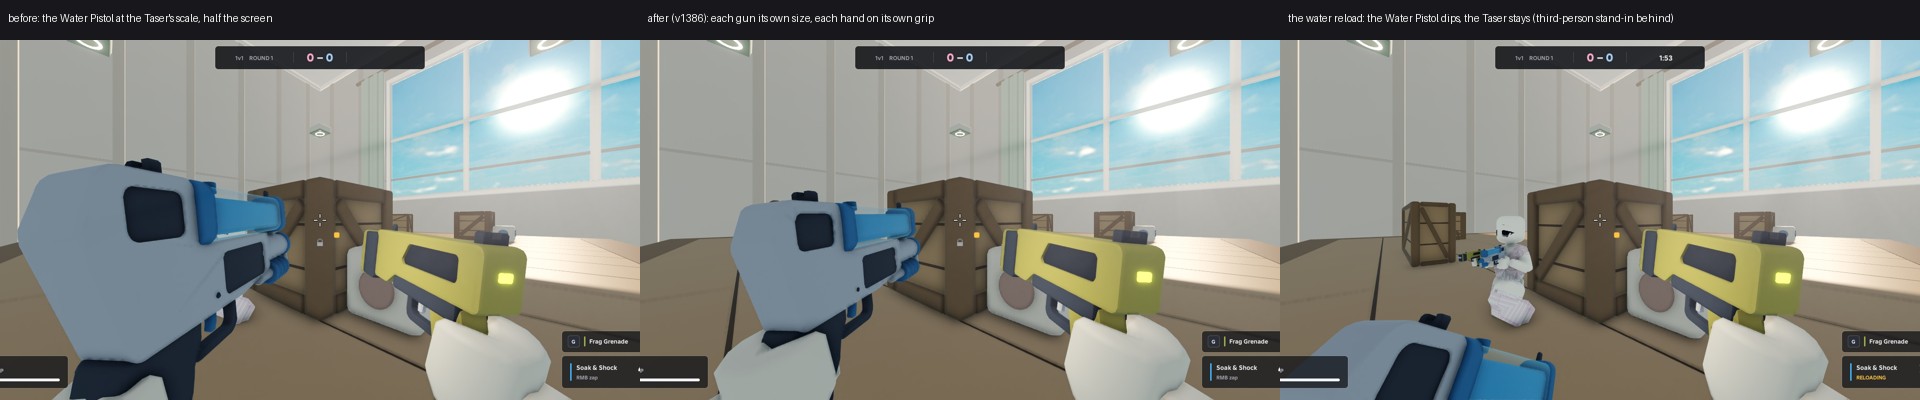 before: the Water Pistol at the Taser's scale, half the screen
after (v1386): each gun its own size, each hand on its own grip
the water reload: the Water Pistol dips, the Taser stays (third-person stand-in behind)
1v1 ROUND 1 0 – 0
1v1 ROUND 1 0 – 0
1v1 ROUND 1 0 – 0 1:53
G Frag Grenade
G Frag Grenade
G Frag Grenade
Soak & Shock
RMB zap
Soak & Shock
RMB zap
Soak & Shock
RELOADING